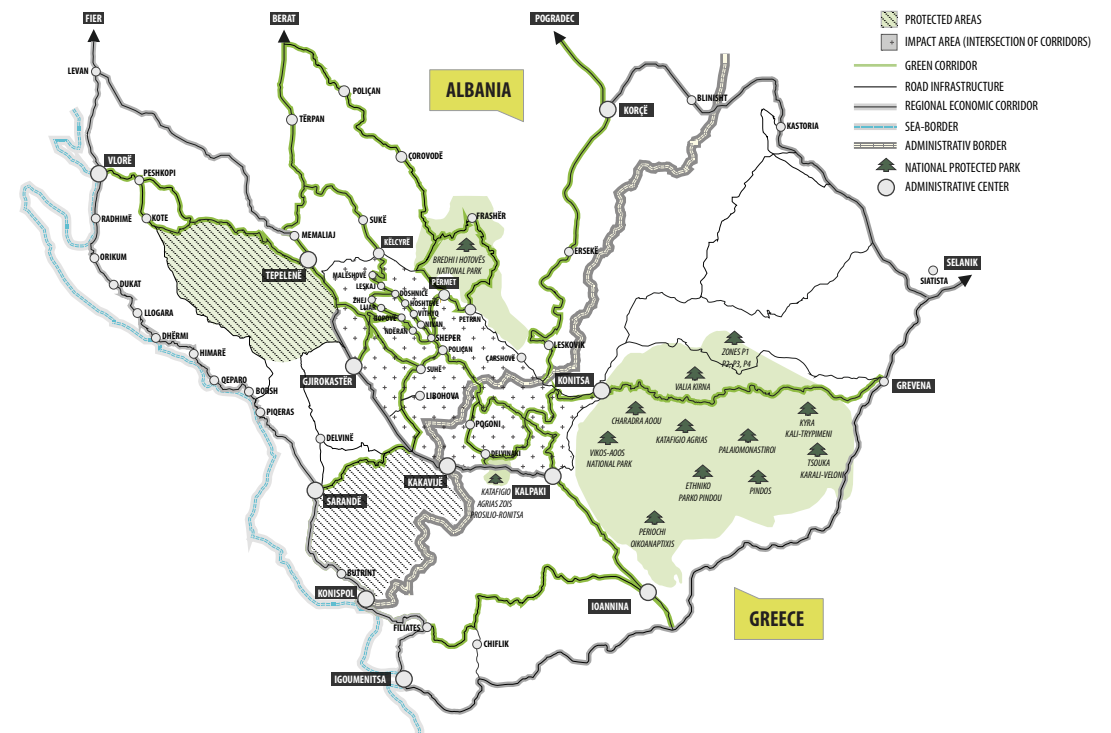 FIER
BERAT
POGRADEC
PROTECTED AREAS
IMPACT AREA (INTERSECTION OF CORRIDORS)
GREEN CORRIDOR
ROAD INFRASTRUCTURE
REGIONAL ECONOMIC CORRIDOR
SEA-BORDER
ADMINISTRATIV BORDER
NATIONAL PROTECTED PARK
ADMINISTRATIVE CENTER
LEVAN
ALBANIA
POLIÇAN
BLINISHT
KORÇË
TËRPAN
KASTORIA
ÇOROVODË
VLORË
PESHKOPI
RADHIMË
KOTE
SUKË
FRASHËR
MEMALIAJ
KËLCYRË
ERSEKË
ORIKUM
TEPELENË
BREDHI I HOTOVËS
NATIONAL PARK
SELANIK
SIATISTA
DUKAT
MALËSHOVË
PËRMET
LESKAJ
DOSHNICË
ZHEJ
HOSHTEVË
LLIAR
VITHUQ
LLOGARA
HOPOVË
NIVAN
PETRAN
NDËRAN
DHËRMI
SHEPER
LESKOVIK
HIMARË
POLIÇAN
ÇARSHOVË
ZONES P1
P2, P3, P4
GJIROKASTËR
SUHË
VALIA KIRNA
QEPARO
KONITSA
GREVENA
BORSH
LIBOHOVA
PIQERAS
CHARADRA AOOU
KYRA
KALI-TRYPIMENI
POGONI
KATAFIGIO AGRIAS
DELVINË
VIKOS-AOOS
NATIONAL PARK
PALAIOMONASTIROI
DELVINAKI
TSOUKA
KARALI-VELONI
KAKAVIJË
ETHNIKO
PARKO PINDOU
PINDOS
KALPAKI
SARANDË
KATAFIGIO
AGRIAS ZOIS
PROSILIO-RONITSA
PERIOCHI
OIKOANAPTIXIS
BUTRINT
KONISPOL
IOANNINA
GREECE
FILIATES
CHIFLIK
IGOUMENITSA